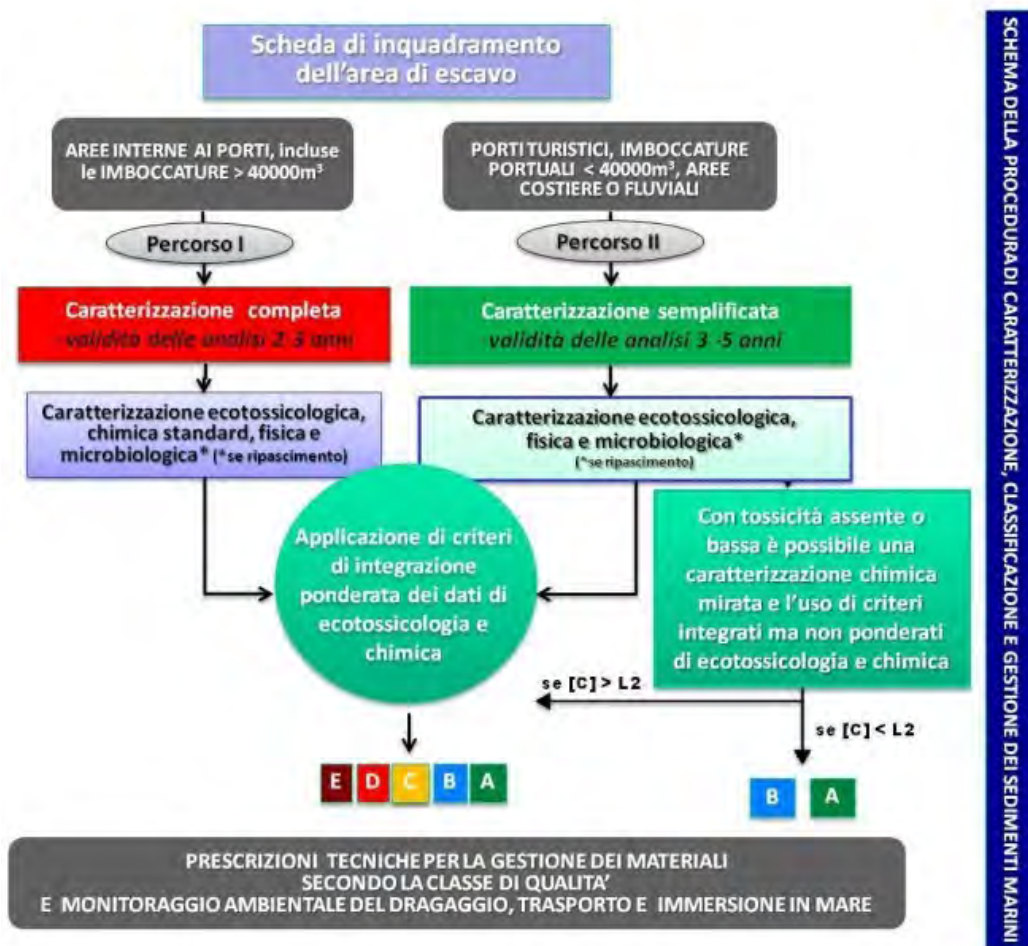 Scheda di inquadramento
dell'area di escavo
AREE INTERNE AI PORTI, incluse
le IMBOCCATURE > 40000m³
PORTI TURISTICI, IMBOCCATURE
PORTUALI < 40000m³, AREE
COSTIERE O FLUVIALI
Percorso I
Percorso II
Caratterizzazione completa
-validità delle analisi 2-3 anni
Caratterizzazione semplificata
-validità delle analisi 3 -5 anni
Caratterizzazione ecotossicologica,
chimica standard, fisica e
microbiologica* (*se ripascimento)
Caratterizzazione ecotossicologica,
fisica e microbiologica*
(*se ripascimento)
Applicazione di criteri
di integrazione
ponderata dei dati di
ecotossicologia e
chimica
Con tossicità assente o
bassa è possibile una
caratterizzazione chimica
mirata e l'uso di criteri
integrati ma non ponderati
di ecotossicologia e chimica
se [C] > L2
se [C] < L2
E D C B A
B A
PRESCRIZIONI TECNICHE PER LA GESTIONE DEI MATERIALI
SECONDO LA CLASSE DI QUALITA'
E MONITORAGGIO AMBIENTALE DEL DRAGAGGIO, TRASPORTO E IMMERSIONE IN MARE
SCHEMA DELLA PROCEDURA DI CARATTERIZZAZIONE, CLASSIFICAZIONE E GESTIONE DEI SEDIMENTI MARINI